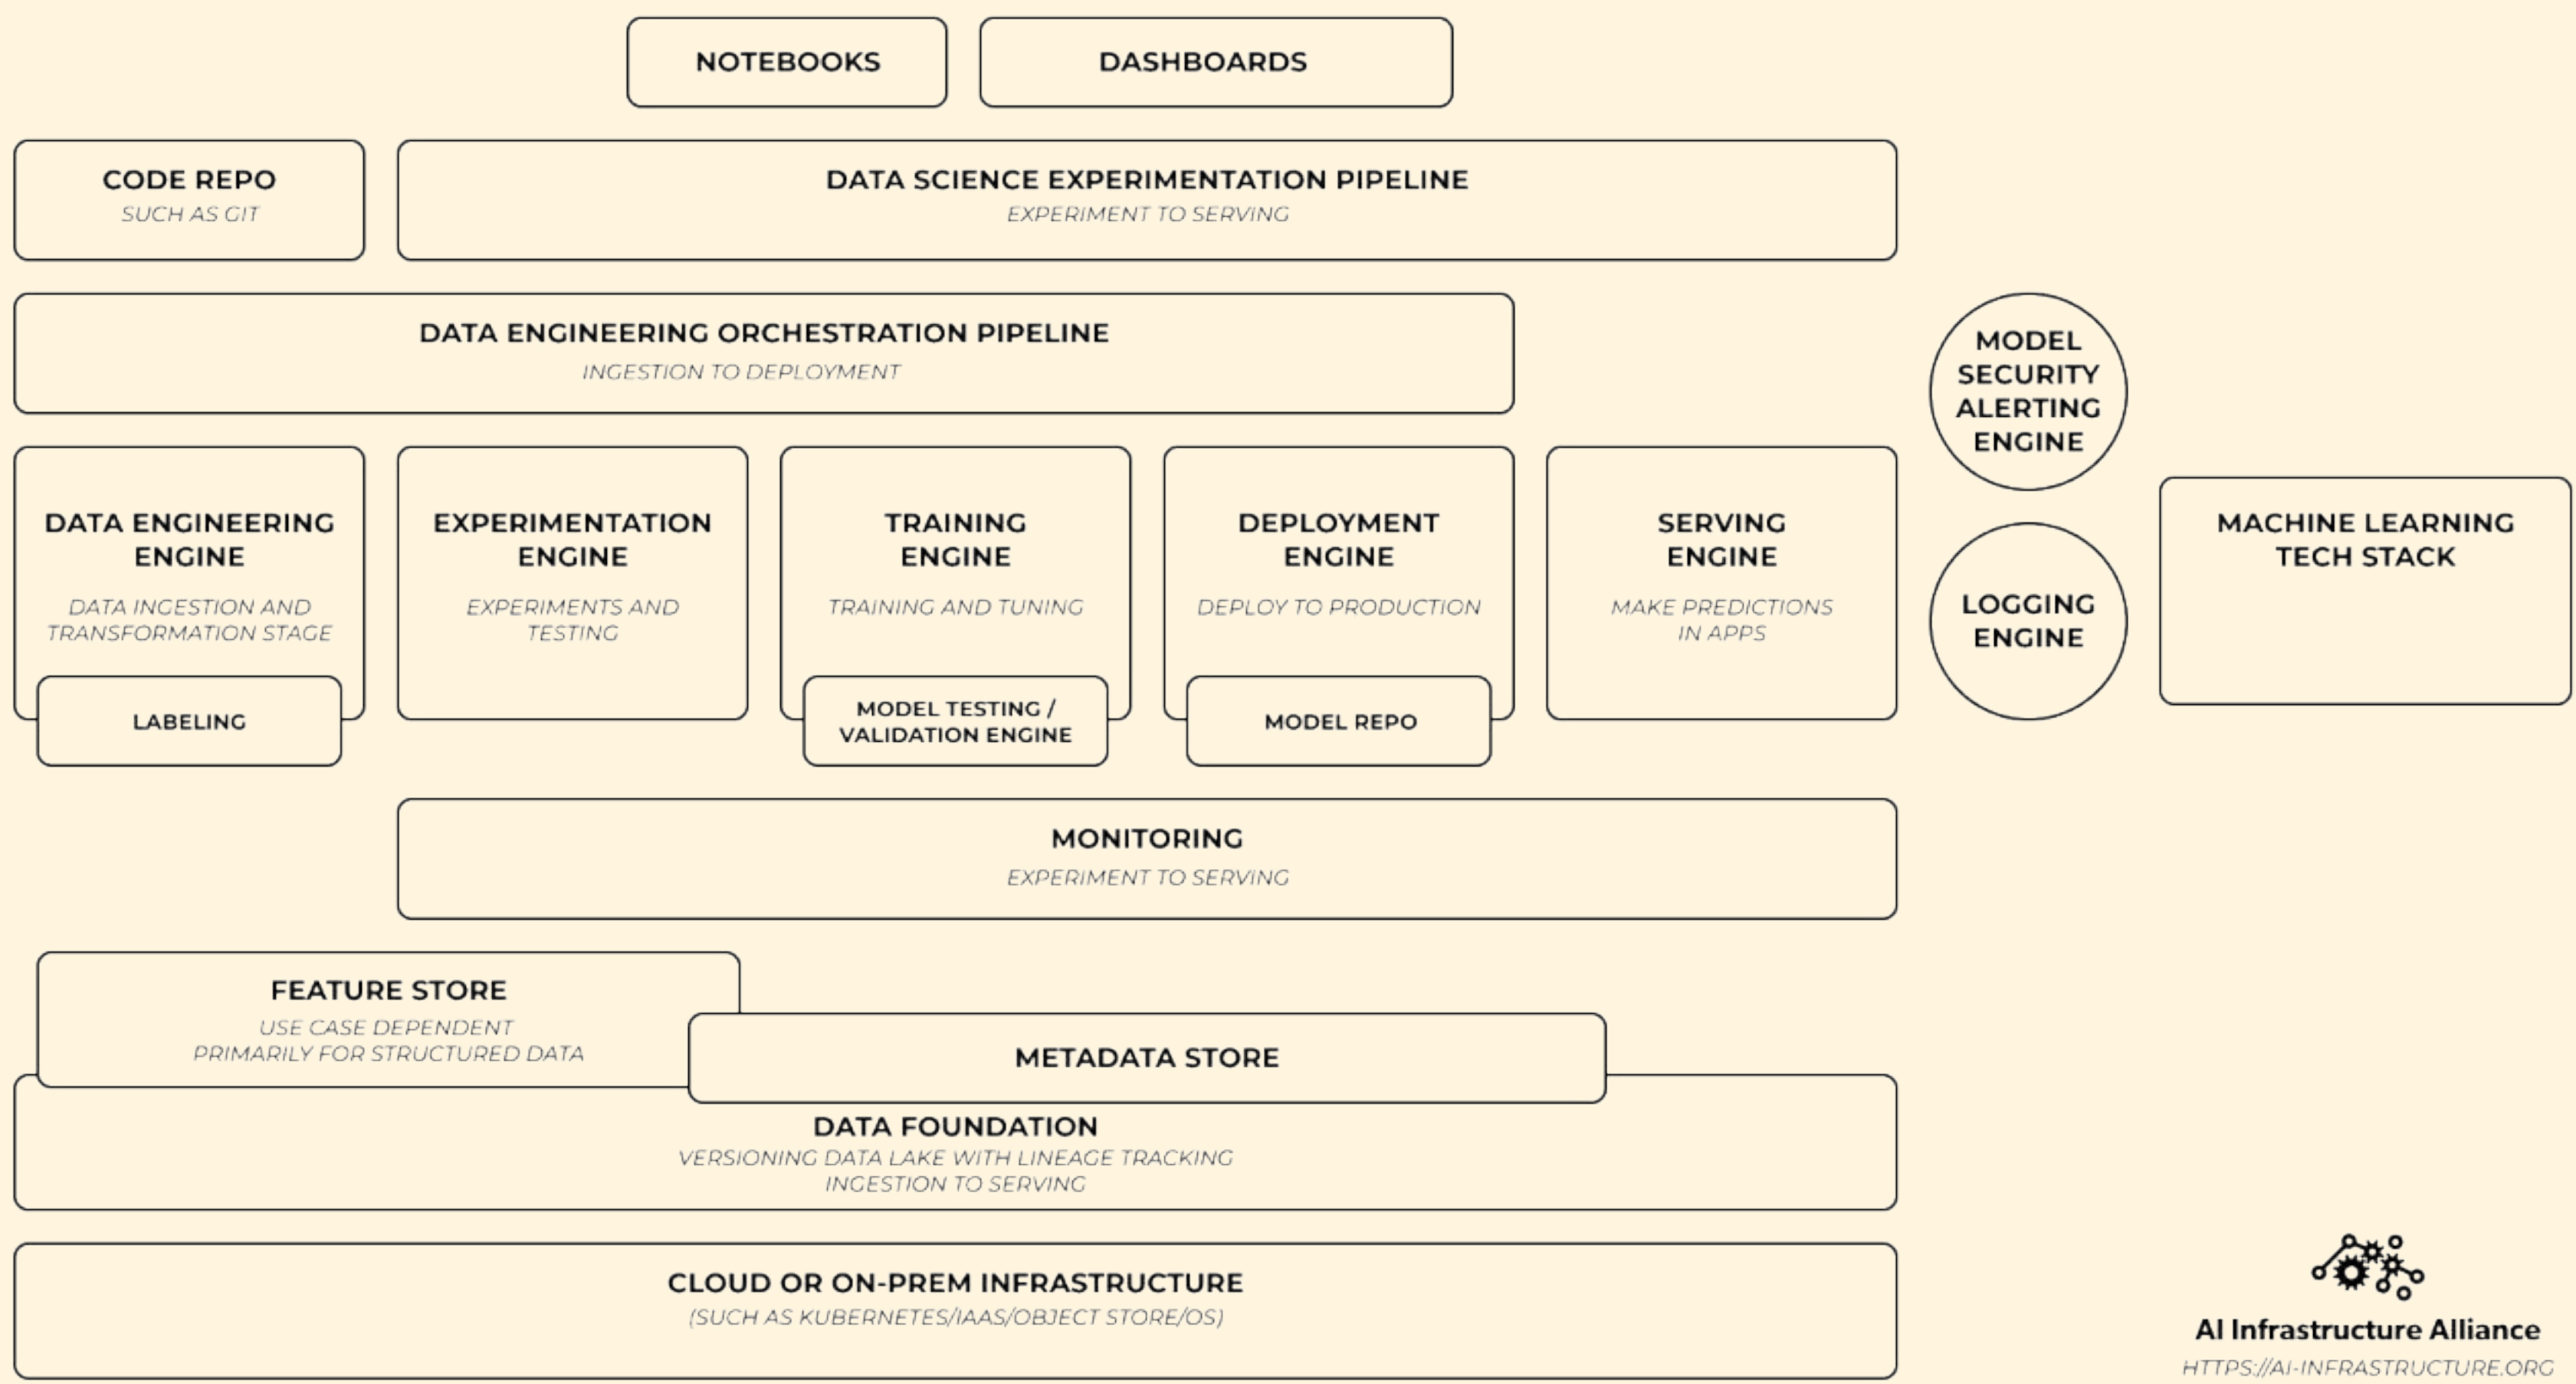 NOTEBOOKS
DASHBOARDS
CODE REPO
SUCH AS GIT
DATA SCIENCE EXPERIMENTATION PIPELINE
EXPERIMENT TO SERVING
DATA ENGINEERING ORCHESTRATION PIPELINE
INGESTION TO DEPLOYMENT
DATA ENGINEERING
ENGINE
DATA INGESTION AND
TRANSFORMATION STAGE
LABELING
EXPERIMENTATION
ENGINE
EXPERIMENTS AND
TESTING
TRAINING
ENGINE
TRAINING AND TUNING
MODEL TESTING /
VALIDATION ENGINE
DEPLOYMENT
ENGINE
DEPLOY TO PRODUCTION
MODEL REPO
SERVING
ENGINE
MAKE PREDICTIONS
IN APPS
MODEL
SECURITY
ALERTING
ENGINE
LOGGING
ENGINE
MACHINE LEARNING
TECH STACK
MONITORING
EXPERIMENT TO SERVING
FEATURE STORE
USE CASE DEPENDENT
PRIMARILY FOR STRUCTURED DATA
METADATA STORE
DATA FOUNDATION
VERSIONING DATA LAKE WITH LINEAGE TRACKING
INGESTION TO SERVING
CLOUD OR ON-PREM INFRASTRUCTURE
(SUCH AS KUBERNETES/IAAS/OBJECT STORE/OS)
AI Infrastructure Alliance
HTTPS://AI-INFRASTRUCTURE.ORG